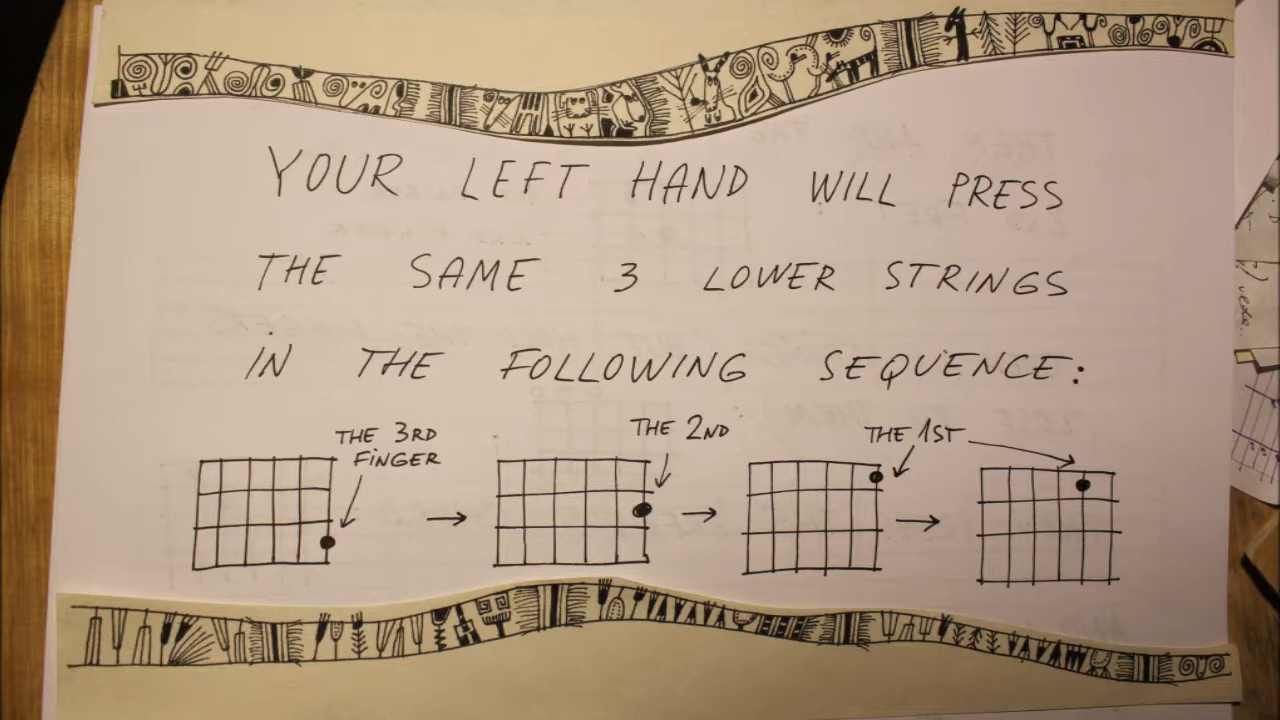 YOUR LEFT HAND WILL PRESS
THE SAME 3 LOWER STRINGS
IN THE FOLLOWING SEQUENCE:
THE 3RD
FINGER
THE 2ND
THE 1ST